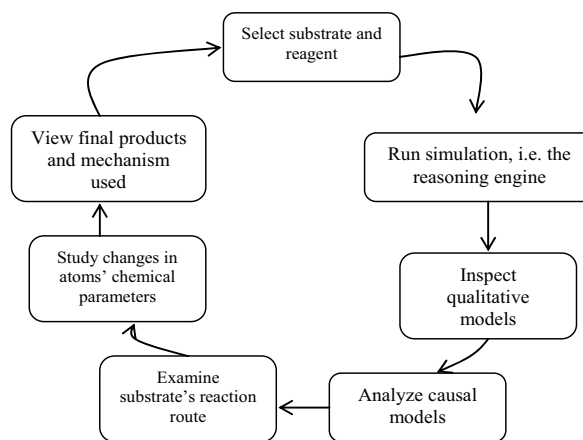 Select substrate and
reagent
Run simulation, i.e. the
reasoning engine
Inspect
qualitative
models
Analyze causal
models
Examine
substrate’s reaction
route
Study changes in
atoms’ chemical
parameters
View final products
and mechanism
used